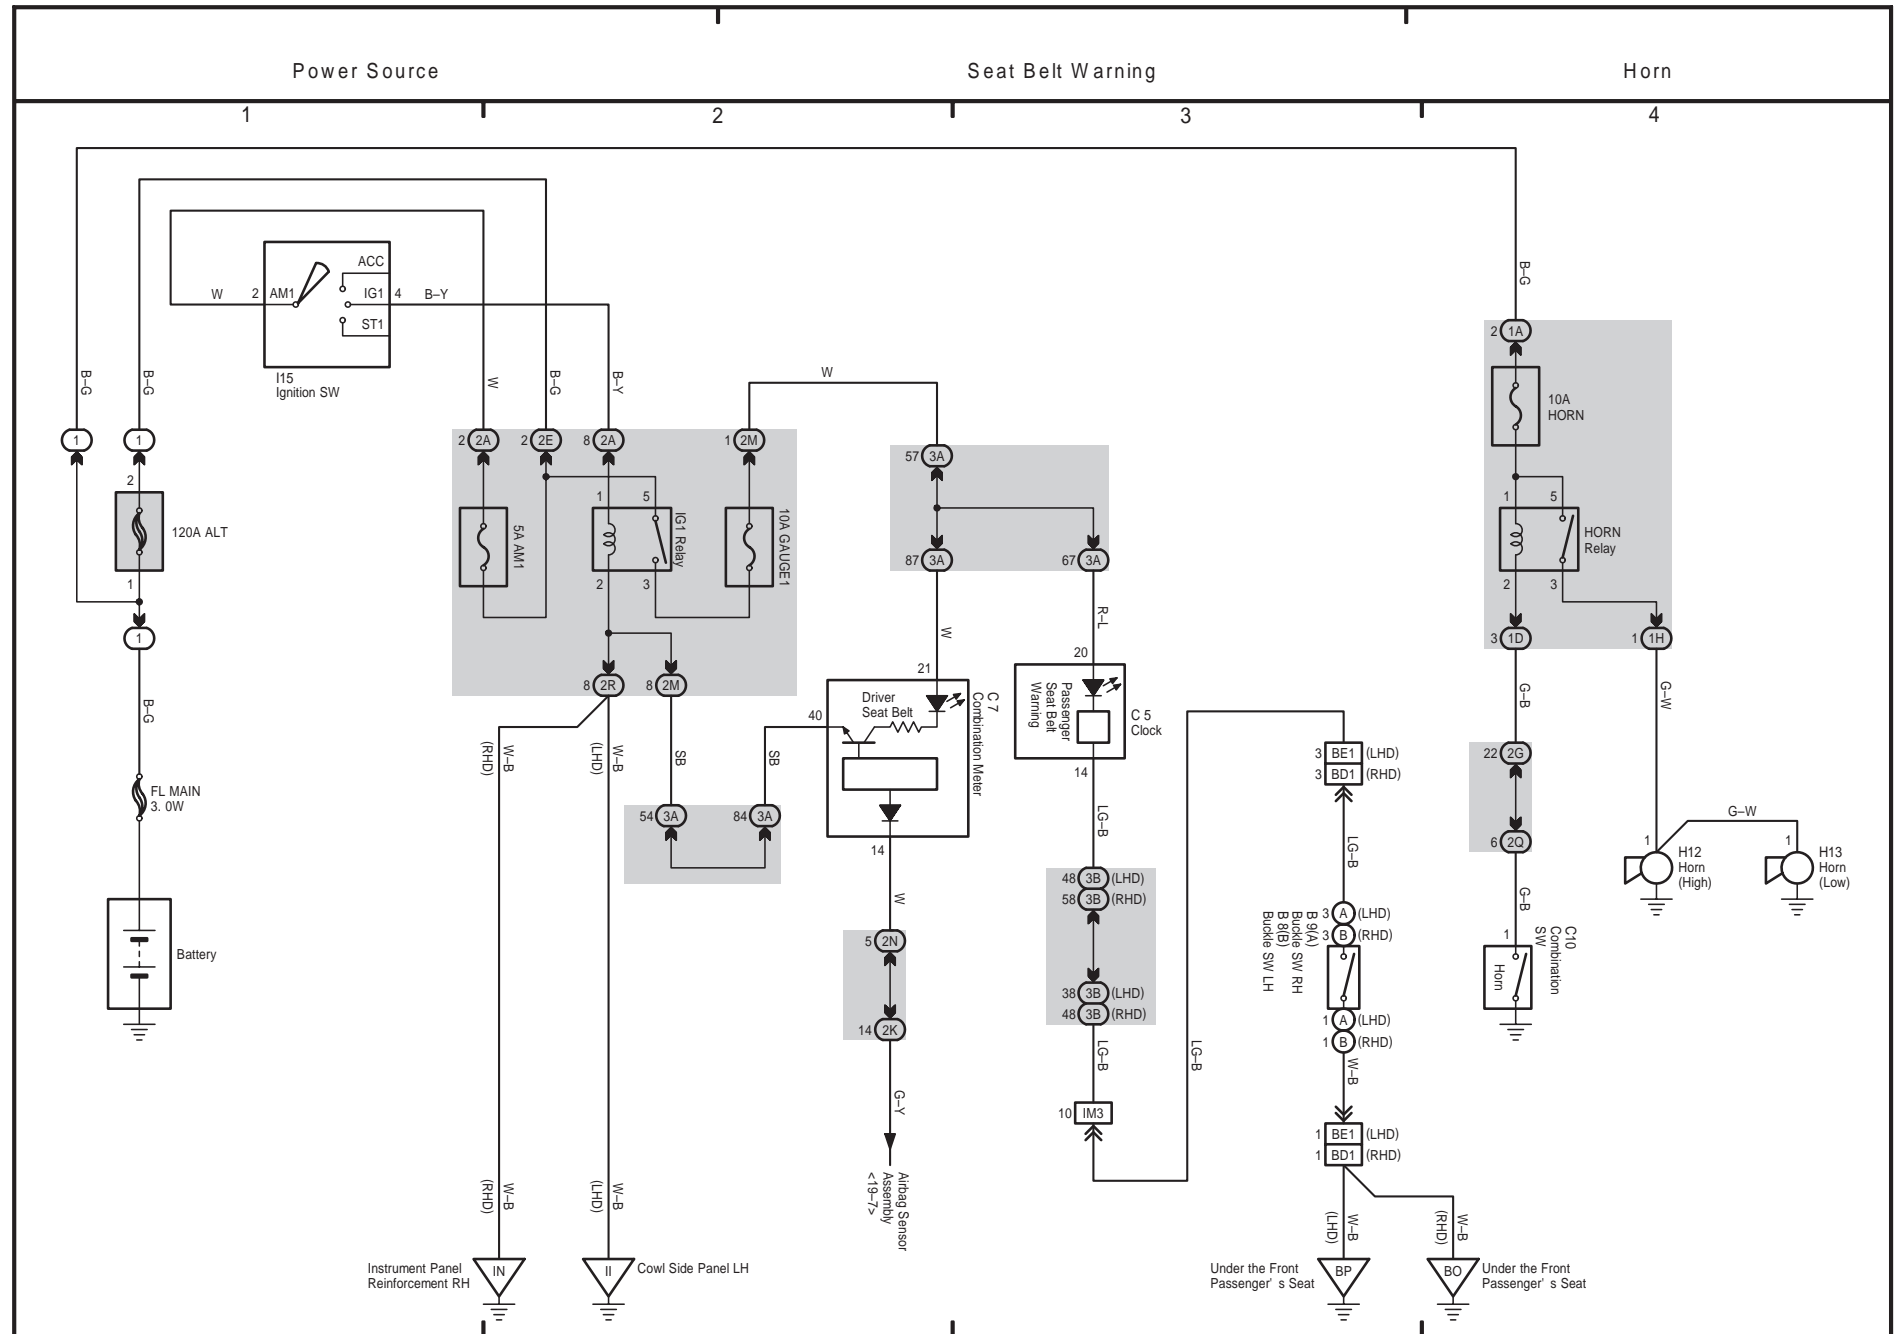 Power Source
Seat Belt Warning
Horn
1
2
3
4
ACC
W
2
AM1
IG1
4
B–Y
ST1
I15
Ignition SW
B–G
B–G
W
B–G
B–Y
W
B–G
1
1
2
2A
2
2E
8
2A
1
2M
2
120A ALT
1
1
5A AM1
1
5
IG1 Relay
2
3
10A GAUGE1
8
2R
8
2M
B–G
FL MAIN
3. 0W
Battery
W–B
(RHD)
W–B
(LHD)
SB
SB
54
3A
84
3A
57
3A
87
3A
67
3A
W
R–L
21
40
Driver
Seat Belt
C 7
Combination Meter
14
W
5
2N
14
2K
G–Y
Airbag Sensor
Assembly
<19–7>
20
Passenger
Seat Belt
Warning
C 5
Clock
14
LG–B
48
3B
(LHD)
58
3B
(RHD)
38
3B
(LHD)
48
3B
(RHD)
LG–B
10
IM3
LG–B
3
BE1
(LHD)
3
BD1
(RHD)
LG–B
3
A
(LHD)
3
B
(RHD)
B 9(A)
Buckle SW RH
B 8(B)
Buckle SW LH
1
A
(LHD)
1
B
(RHD)
W–B
1
BE1
(LHD)
1
BD1
(RHD)
W–B
(LHD)
W–B
(RHD)
2
1A
10A
HORN
1
5
HORN
Relay
2
3
3
1D
1
1H
G–B
G–W
22
2G
6
2Q
G–B
1
C10
Combination
SW
Horn
G–W
1
H12
Horn
(High)
1
H13
Horn
(Low)
W–B
(RHD)
W–B
(LHD)
Instrument Panel
Reinforcement RH
IN
II
Cowl Side Panel LH
Under the Front
Passenger' s Seat
BP
BO
Under the Front
Passenger' s Seat